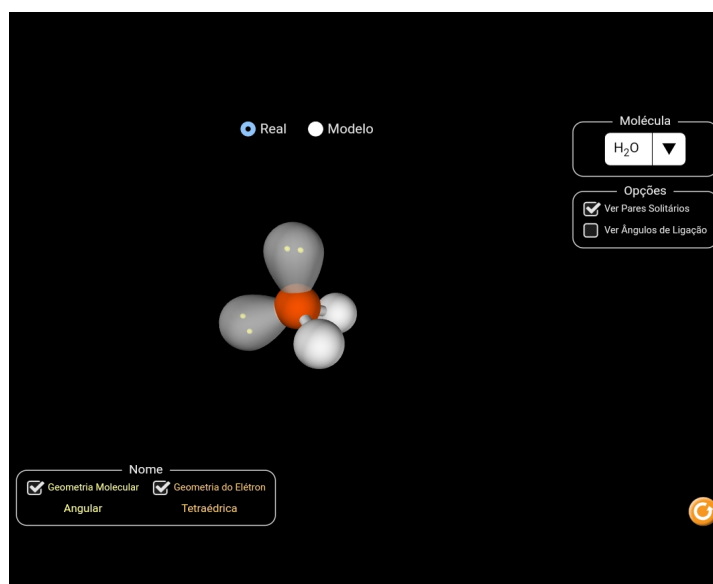 Real Modelo
Molécula
H₂O
Opções
Ver Pares Solitários
Ver Ângulos de Ligação
Nome
Geometria Molecular Geometria do Elétron
Angular Tetraédrica